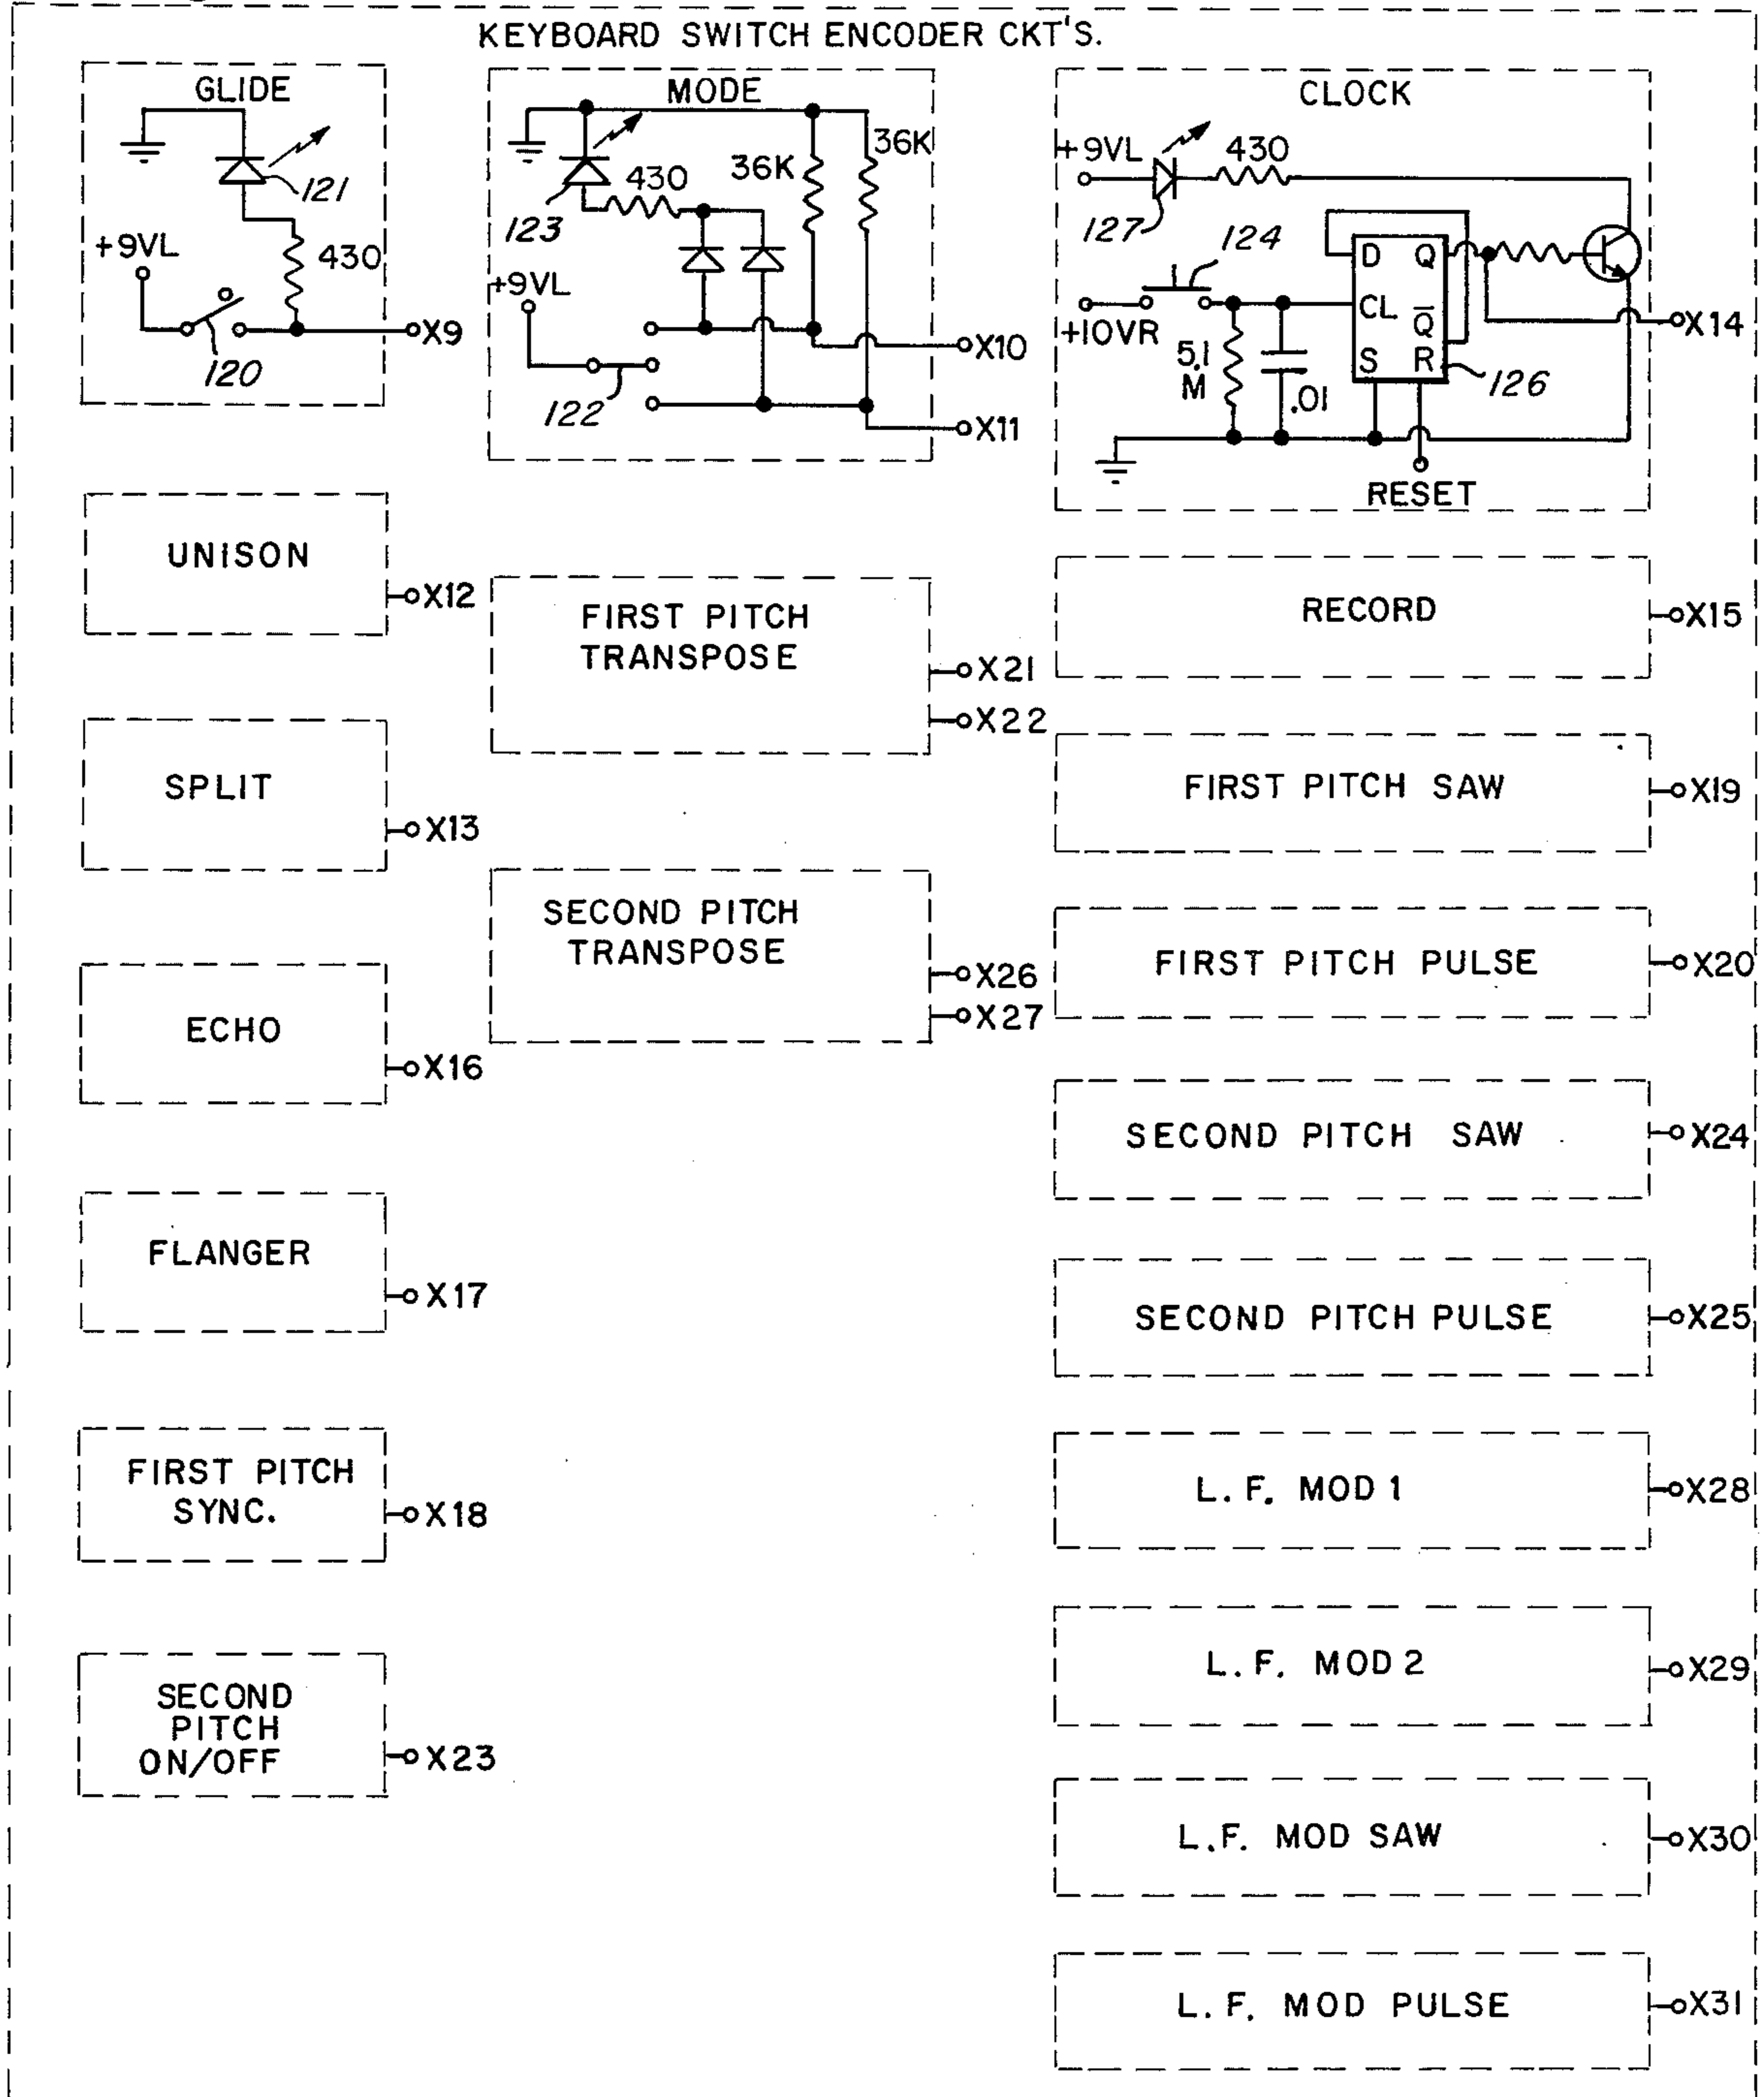 KEYBOARD SWITCH ENCODER CKT'S.
GLIDE
121
+9VL
430
120
X9
MODE
36K
36K
430
123
+9VL
122
X10
X11
CLOCK
+9VL
430
127
124
D Q
CL
Q̅
S R
+10VR
5.1
M
.01
126
X14
RESET
UNISON
X12
SPLIT
X13
ECHO
X16
FLANGER
X17
FIRST PITCH
SYNC.
X18
SECOND
PITCH
ON/OFF
X23
FIRST PITCH
TRANSPOSE
X21
X22
SECOND PITCH
TRANSPOSE
X26
X27
RECORD
X15
FIRST PITCH SAW
X19
FIRST PITCH PULSE
X20
SECOND PITCH SAW
X24
SECOND PITCH PULSE
X25
L. F. MOD 1
X28
L. F. MOD 2
X29
L.F. MOD SAW
X30
L. F. MOD PULSE
X31